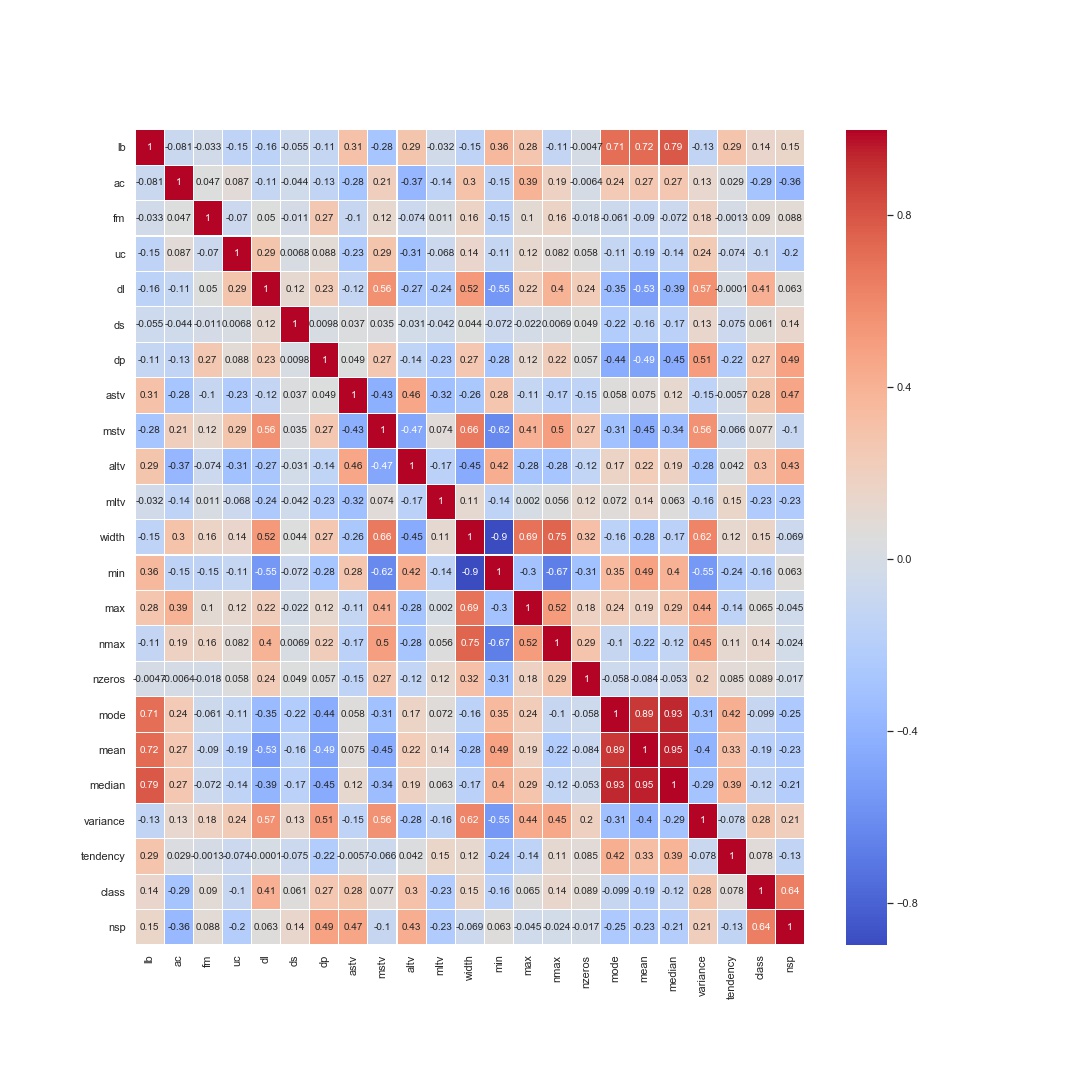 lb 1 -0.081 -0.033 -0.15 -0.16 -0.055 -0.11 0.31 -0.28 0.29 -0.032 -0.15 0.36 0.28 -0.11 -0.0047 0.71 0.72 0.79 -0.13 0.29 0.14 0.15
ac -0.081 1 0.047 0.087 -0.11 -0.044 -0.13 -0.28 0.21 -0.37 -0.14 0.3 -0.15 0.39 0.19 -0.0064 0.24 0.27 0.27 0.13 0.029 -0.29 -0.36
fm -0.033 0.047 1 -0.07 0.05 -0.011 0.27 -0.1 0.12 -0.074 0.011 0.16 -0.15 0.1 0.16 -0.018 -0.061 -0.09 -0.072 0.18 -0.0013 0.09 0.088
0.8
uc -0.15 0.087 -0.07 1 0.29 0.0068 0.088 -0.23 0.29 -0.31 -0.068 0.14 -0.11 0.12 0.082 0.058 -0.11 -0.19 -0.14 0.24 -0.074 -0.1 -0.2
dl -0.16 -0.11 0.05 0.29 1 0.12 0.23 -0.12 0.56 -0.27 -0.24 0.52 -0.55 0.22 0.4 0.24 -0.35 -0.53 -0.39 0.57 -0.0001 0.41 0.063
ds -0.055 -0.044 -0.011 0.0068 0.12 1 0.0098 0.037 0.035 -0.031 -0.042 0.044 -0.072 -0.022 0.0069 0.049 -0.22 -0.16 -0.17 0.13 -0.075 0.061 0.14
dp -0.11 -0.13 0.27 0.088 0.23 0.0098 1 0.049 0.27 -0.14 -0.23 0.27 -0.28 0.12 0.22 0.057 -0.44 -0.49 -0.45 0.51 -0.22 0.27 0.49
0.4
astv 0.31 -0.28 -0.1 -0.23 -0.12 0.037 0.049 1 -0.43 0.46 -0.32 -0.26 0.28 -0.11 -0.17 -0.15 0.058 0.075 0.12 -0.15 -0.0057 0.28 0.47
mstv -0.28 0.21 0.12 0.29 0.56 0.035 0.27 -0.43 1 -0.47 0.074 0.66 -0.62 0.41 0.5 0.27 -0.31 -0.45 -0.34 0.56 -0.066 0.077 -0.1
altv 0.29 -0.37 -0.074 -0.31 -0.27 -0.031 -0.14 0.46 -0.47 1 -0.17 -0.45 0.42 -0.28 -0.28 -0.12 0.17 0.22 0.19 -0.28 0.042 0.3 0.43
mltv -0.032 -0.14 0.011 -0.068 -0.24 -0.042 -0.23 -0.32 0.074 -0.17 1 0.11 -0.14 0.002 0.056 0.12 0.072 0.14 0.063 -0.16 0.15 -0.23 -0.23
width -0.15 0.3 0.16 0.14 0.52 0.044 0.27 -0.26 0.66 -0.45 0.11 1 -0.9 0.69 0.75 0.32 -0.16 -0.28 -0.17 0.62 0.12 0.15 -0.069
0.0
min 0.36 -0.15 -0.15 -0.11 -0.55 -0.072 -0.28 0.28 -0.62 0.42 -0.14 -0.9 1 -0.3 -0.67 -0.31 0.35 0.49 0.4 -0.55 -0.24 -0.16 0.063
max 0.28 0.39 0.1 0.12 0.22 -0.022 0.12 -0.11 0.41 -0.28 0.002 0.69 -0.3 1 0.52 0.18 0.24 0.19 0.29 0.44 -0.14 0.065 -0.045
nmax -0.11 0.19 0.16 0.082 0.4 0.0069 0.22 -0.17 0.5 -0.28 0.056 0.75 -0.67 0.52 1 0.29 -0.1 -0.22 -0.12 0.45 0.11 0.14 -0.024
nzeros -0.0047 -0.0064 -0.018 0.058 0.24 0.049 0.057 -0.15 0.27 -0.12 0.12 0.32 -0.31 0.18 0.29 1 -0.058 -0.084 -0.053 0.2 0.085 0.089 -0.017
mode 0.71 0.24 -0.061 -0.11 -0.35 -0.22 -0.44 0.058 -0.31 0.17 0.072 -0.16 0.35 0.24 -0.1 -0.058 1 0.89 0.93 -0.31 0.42 -0.099 -0.25
−0.4
mean 0.72 0.27 -0.09 -0.19 -0.53 -0.16 -0.49 0.075 -0.45 0.22 0.14 -0.28 0.49 0.19 -0.22 -0.084 0.89 1 0.95 -0.4 0.33 -0.19 -0.23
median 0.79 0.27 -0.072 -0.14 -0.39 -0.17 -0.45 0.12 -0.34 0.19 0.063 -0.17 0.4 0.29 -0.12 -0.053 0.93 0.95 1 -0.29 0.39 -0.12 -0.21
variance -0.13 0.13 0.18 0.24 0.57 0.13 0.51 -0.15 0.56 -0.28 -0.16 0.62 -0.55 0.44 0.45 0.2 -0.31 -0.4 -0.29 1 -0.078 0.28 0.21
tendency 0.29 0.029 -0.0013 -0.074 -0.0001 -0.075 -0.22 -0.0057 -0.066 0.042 0.15 0.12 -0.24 -0.14 0.11 0.085 0.42 0.33 0.39 -0.078 1 0.078 -0.13
class 0.14 -0.29 0.09 -0.1 0.41 0.061 0.27 0.28 0.077 0.3 -0.23 0.15 -0.16 0.065 0.14 0.089 -0.099 -0.19 -0.12 0.28 0.078 1 0.64
−0.8
nsp 0.15 -0.36 0.088 -0.2 0.063 0.14 0.49 0.47 -0.1 0.43 -0.23 -0.069 0.063 -0.045 -0.024 -0.017 -0.25 -0.23 -0.21 0.21 -0.13 0.64 1
lb ac fm uc dl ds dp astv mstv altv mltv width min max nmax nzeros mode mean median variance tendency class nsp